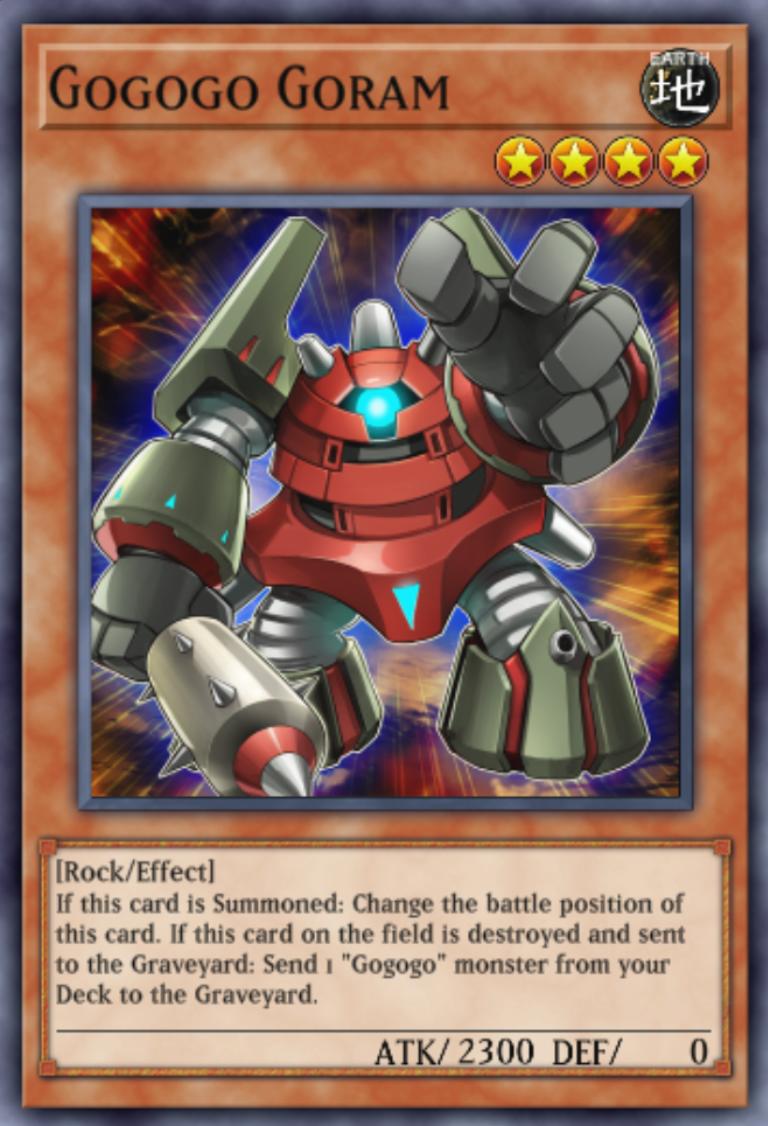 Gogogo Goram
EARTH
地
[Rock/Effect]
If this card is Summoned: Change the battle position of
this card. If this card on the field is destroyed and sent
to the Graveyard: Send 1 "Gogogo" monster from your
Deck to the Graveyard.
ATK/ 2300 DEF/ 0